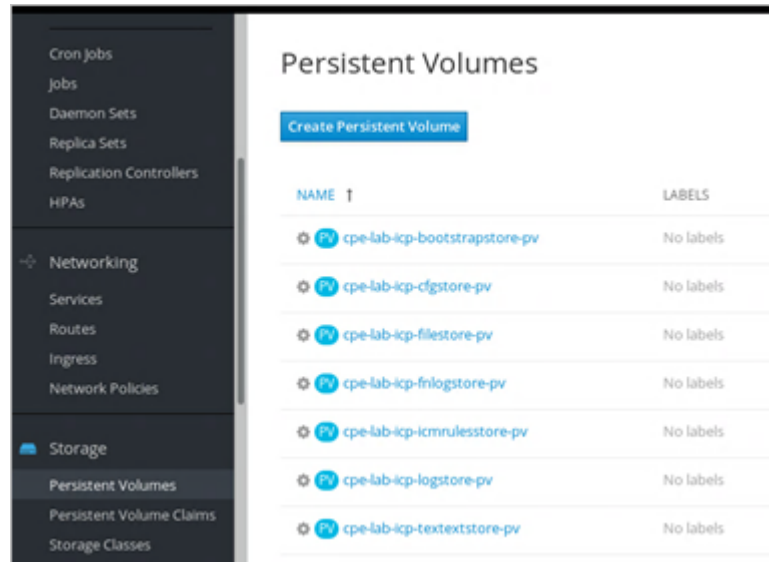 Cron Jobs
Jobs
Daemon Sets
Replica Sets
Replication Controllers
HPAs
Networking
Services
Routes
Ingress
Network Policies
Storage
Persistent Volumes
Persistent Volume Claims
Storage Classes
Persistent Volumes
Create Persistent Volume
NAME ↑ LABELS
PV cpe-lab-icp-bootstrapstore-pv No labels
PV cpe-lab-icp-cfgstore-pv No labels
PV cpe-lab-icp-filestore-pv No labels
PV cpe-lab-icp-fnlogstore-pv No labels
PV cpe-lab-icp-icmrulesstore-pv No labels
PV cpe-lab-icp-logstore-pv No labels
PV cpe-lab-icp-textextstore-pv No labels